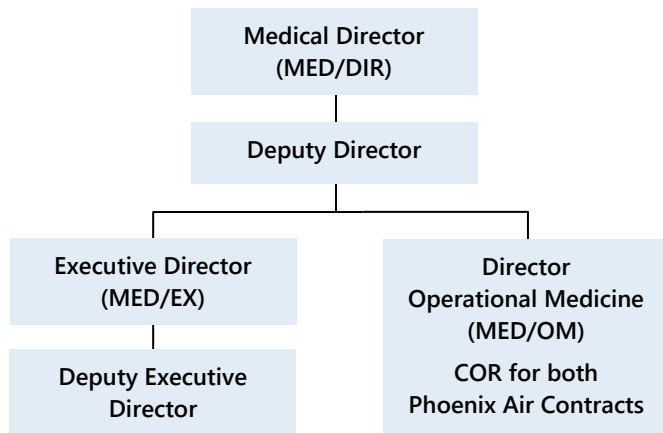 Medical Director
(MED/DIR)
Deputy Director
Executive Director
(MED/EX)
Deputy Executive
Director
Director
Operational Medicine
(MED/OM)
COR for both
Phoenix Air Contracts